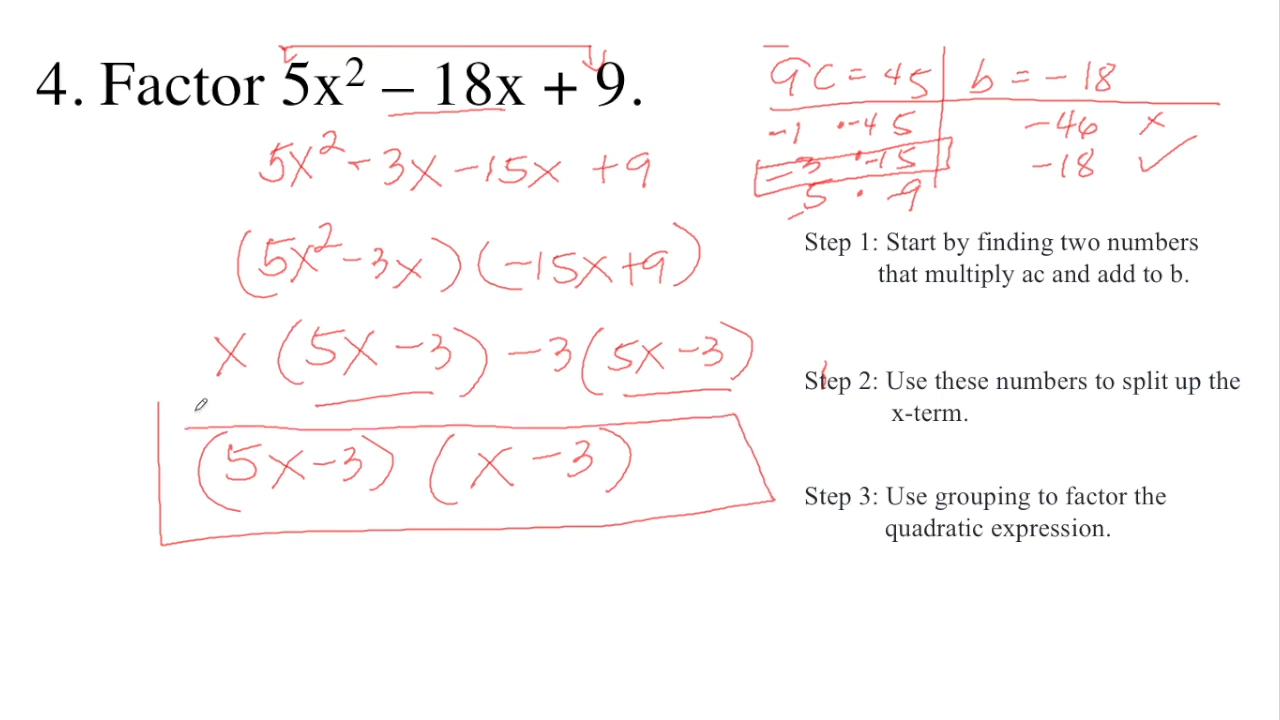 4. Factor 5x² – 18x + 9.
5x² - 3x - 15x + 9
(5x² - 3x) (-15x + 9)
x (5x - 3) - 3 (5x - 3)
(5x - 3) (x - 3)
ac = 45 b = - 18
-1 · -45 -46 x
-3 · -15 -18 ✓
-5 · -9
Step 1: Start by finding two numbers
that multiply ac and add to b.
Step 2: Use these numbers to split up the
x-term.
Step 3: Use grouping to factor the
quadratic expression.